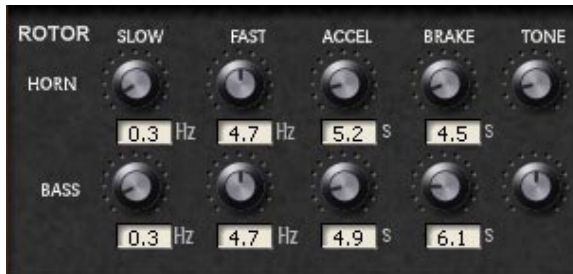 ROTOR SLOW FAST ACCEL BRAKE TONE
HORN
0.3 Hz 4.7 Hz 5.2 s 4.5 s
BASS
0.3 Hz 4.7 Hz 4.9 s 6.1 s